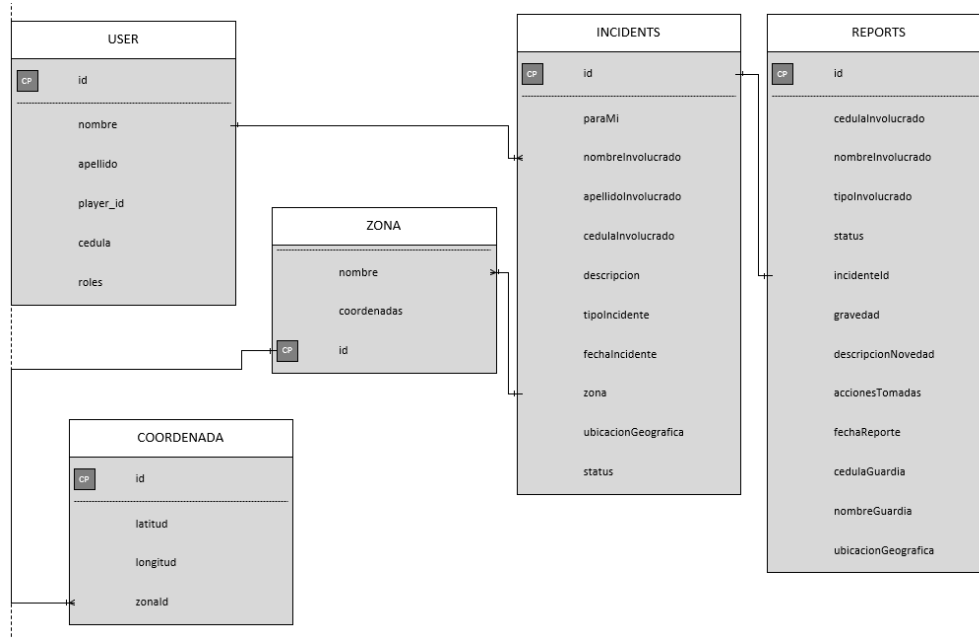 USER
CP
id
nombre
apellido
player_id
cedula
roles
ZONA
nombre
coordenadas
CP
id
COORDENADA
CP
id
latitud
longitud
zonaId
INCIDENTS
CP
id
paraMi
nombreInvolucrado
apellidoInvolucrado
cedulaInvolucrado
descripcion
tipoIncidente
fechaIncidente
zona
ubicacionGeografica
status
REPORTS
CP
id
cedulaInvolucrado
nombreInvolucrado
tipoInvolucrado
status
incidenteId
gravedad
descripcionNovedad
accionesTomadas
fechaReporte
cedulaGuardia
nombreGuardia
ubicacionGeografica